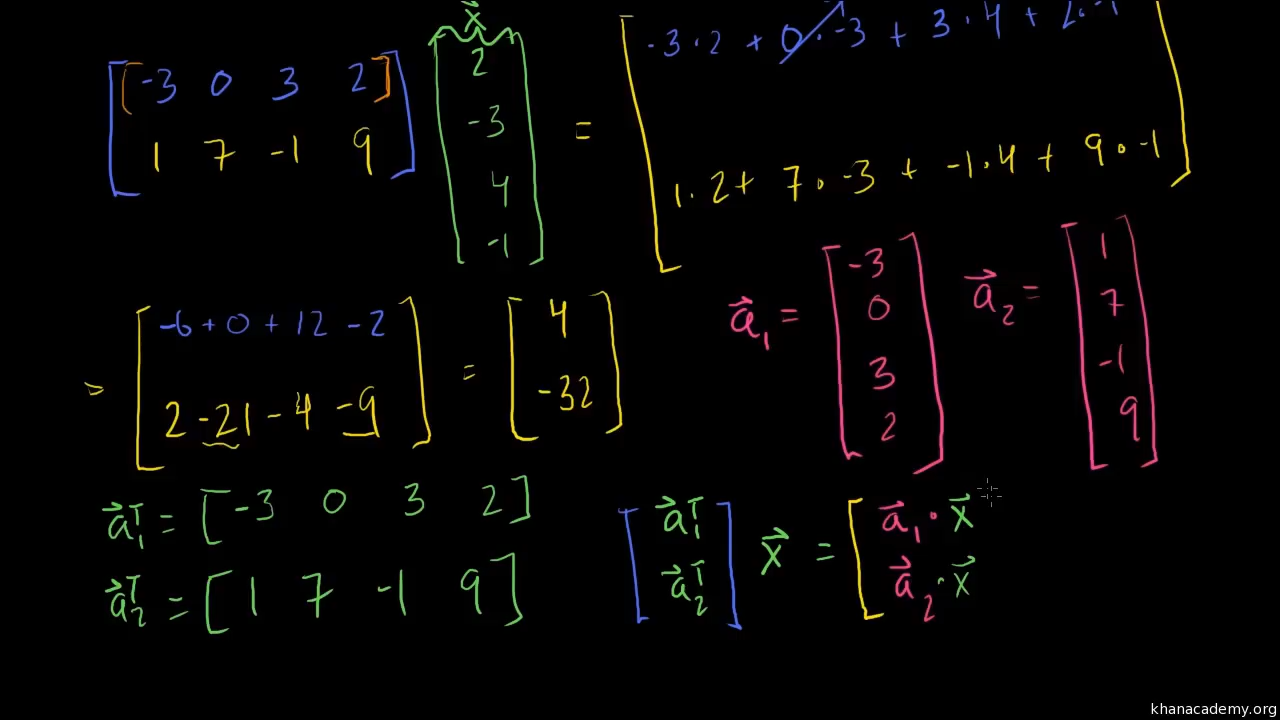 x⃗
[-3 0 3 2] [2] = [-3·2 + 0·-3 + 3·4 + 2·-1
1 7 -1 9 -3
4 1·2+ 7·-3 + -1·4 + 9·-1]
-1
= [-6+0+12-2 = [4 a⃗₁ = [-3 a⃗₂ = [1
0 7
2-21-4-9] -32] 3 -1
2] 9]
a⃗₁ᵀ = [-3 0 3 2] [a⃗₁ᵀ x⃗ = [a⃗₁·x⃗
a⃗₂ᵀ = [1 7 -1 9] a⃗₂ᵀ] a⃗₂·x⃗
khanacademy.org